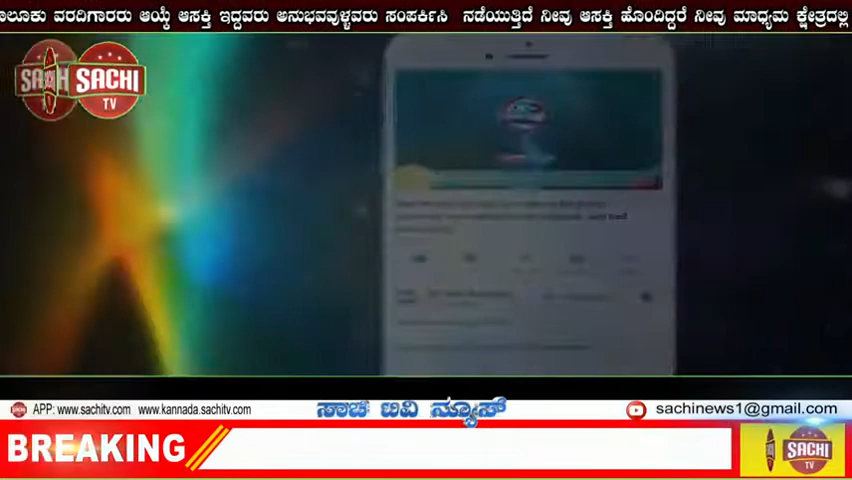 ಾಲೂಕು ವರದಿಗಾರರು ಆಯ್ಕೆ ಆಸಕ್ತಿ ಇದ್ದವರು ಅನುಭವವುಳ್ಳವರು ಸಂಪರ್ಕಿಸಿ ನಡೆಯುತ್ತಿದೆ ನೀವು ಆಸಕ್ತಿ ಹೊಂದಿದ್ದರೆ ನೀವು ಮಾಧ್ಯಮ ಕ್ಷೇತ್ರದಲ್ಲಿ
SACHI
TV
APP: www.sachitv.com www.kannada.sachitv.com
ಸಾಚಿ ಟಿವಿ ನ್ಯೂಸ್
sachinews1@gmail.com
BREAKING
SACHI
TV